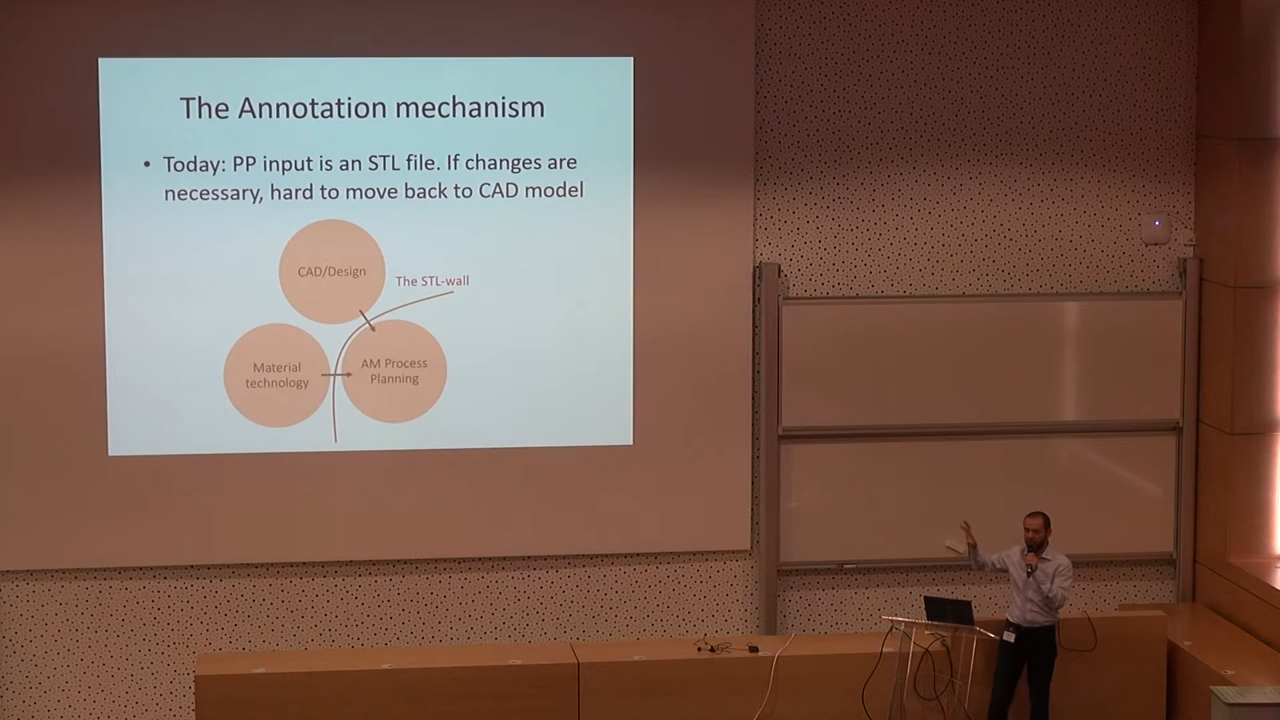 The Annotation mechanism
• Today: PP input is an STL file. If changes are
necessary, hard to move back to CAD model
CAD/Design
The STL-wall
Material
technology
AM Process
Planning